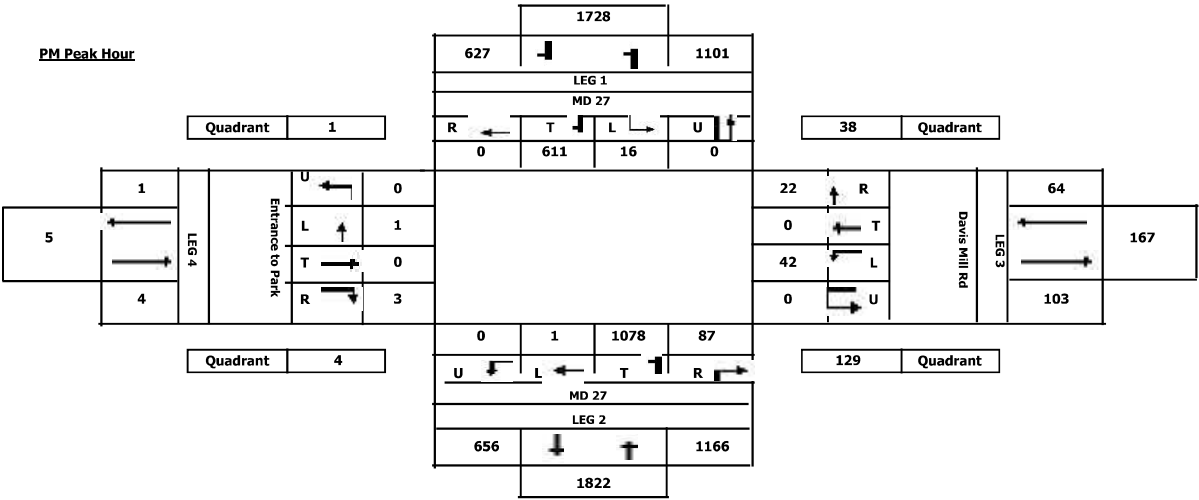 1728
PM Peak Hour
627 1101
LEG 1
MD 27
Quadrant 1
R T L U
38 Quadrant
0 611 16 0
1
U 0
22 R
64
5
LEG 4
Entrance to Park
L 1
0 T
Davis Mill Rd
LEG 3
167
T 0
42 L
4
R 3
0 U
103
0 1 1078 87
Quadrant 4
129 Quadrant
U L T R
MD 27
LEG 2
656 1166
1822